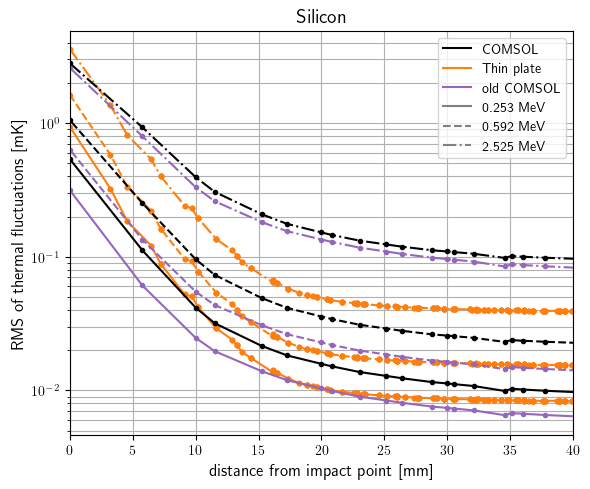 Silicon
RMS of thermal fluctuations [mK]
10⁰
10⁻¹
10⁻²
COMSOL
Thin plate
old COMSOL
0.253 MeV
0.592 MeV
2.525 MeV
0 5 10 15 20 25 30 35 40
distance from impact point [mm]